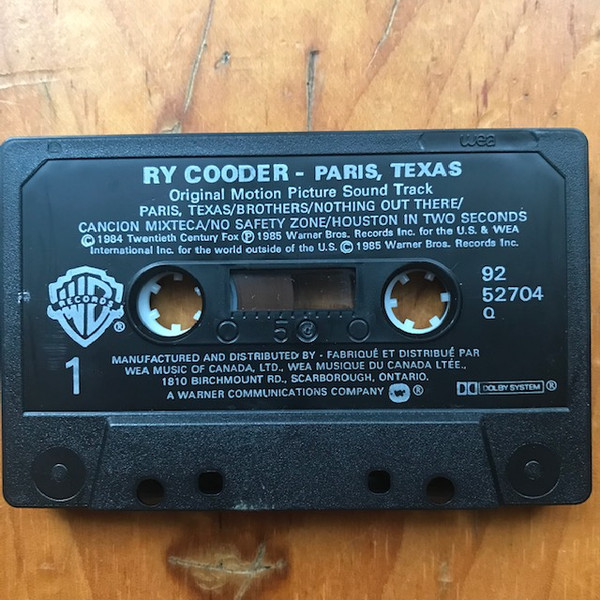 wea
RY COODER - PARIS, TEXAS
Original Motion Picture Sound Track
PARIS, TEXAS/BROTHERS/NOTHING OUT THERE/
CANCION MIXTECA/NO SAFETY ZONE/HOUSTON IN TWO SECONDS
© 1984 Twentieth Century Fox Ⓟ 1985 Warner Bros. Records Inc. for the U.S. & WEA
International Inc. for the world outside of the U.S. © 1985 Warner Bros. Records Inc.
WB
RECORDS ®
92
52704
Q
5
1
MANUFACTURED AND DISTRIBUTED BY - FABRIQUÉ ET DISTRIBUÉ PAR
WEA MUSIC OF CANADA, LTD. WEA MUSIQUE DU CANADA LTÉE.,
1810 BIRCHMOUNT RD., SCARBOROUGH, ONTARIO.
A WARNER COMMUNICATIONS COMPANY ®
DOLBY SYSTEM ®